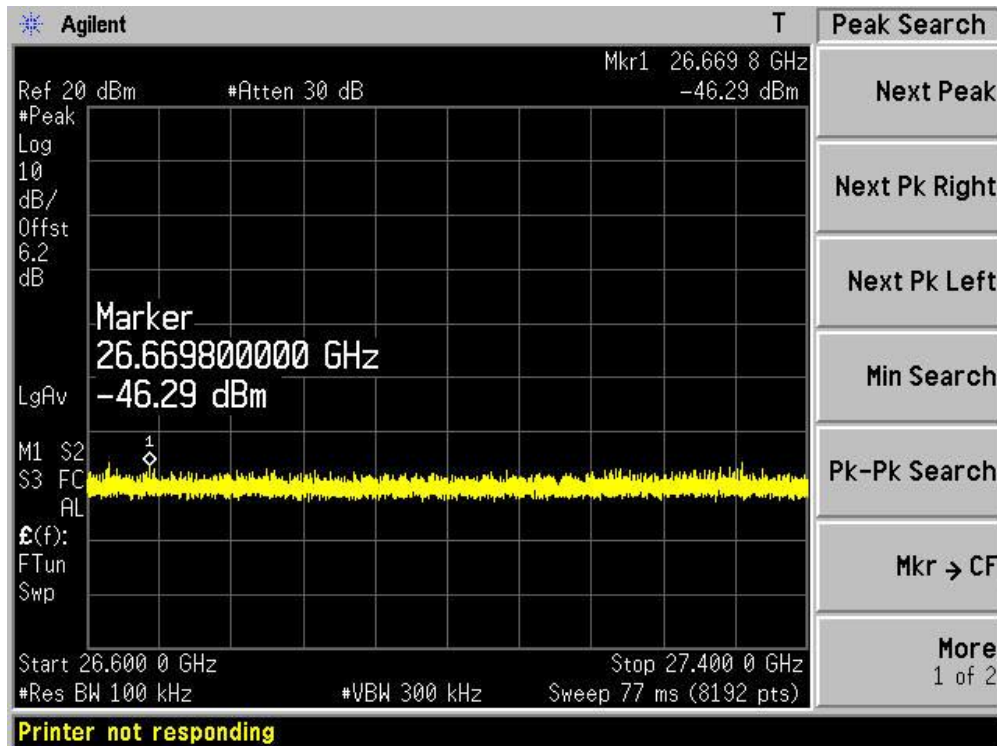 Agilent
T
Peak Search
Mkr1 26.669 8 GHz
Ref 20 dBm #Atten 30 dB -46.29 dBm
#Peak
Log
10
dB/
Offst
6.2
dB
Marker
26.669800000 GHz
-46.29 dBm
LgAv
1
M1 S2
S3 FC
AL
£(f):
FTun
Swp
Start 26.600 0 GHz Stop 27.400 0 GHz
#Res BW 100 kHz #VBW 300 kHz Sweep 77 ms (8192 pts)
Printer not responding
Next Peak
Next Pk Right
Next Pk Left
Min Search
Pk-Pk Search
Mkr → CF
More
1 of 2